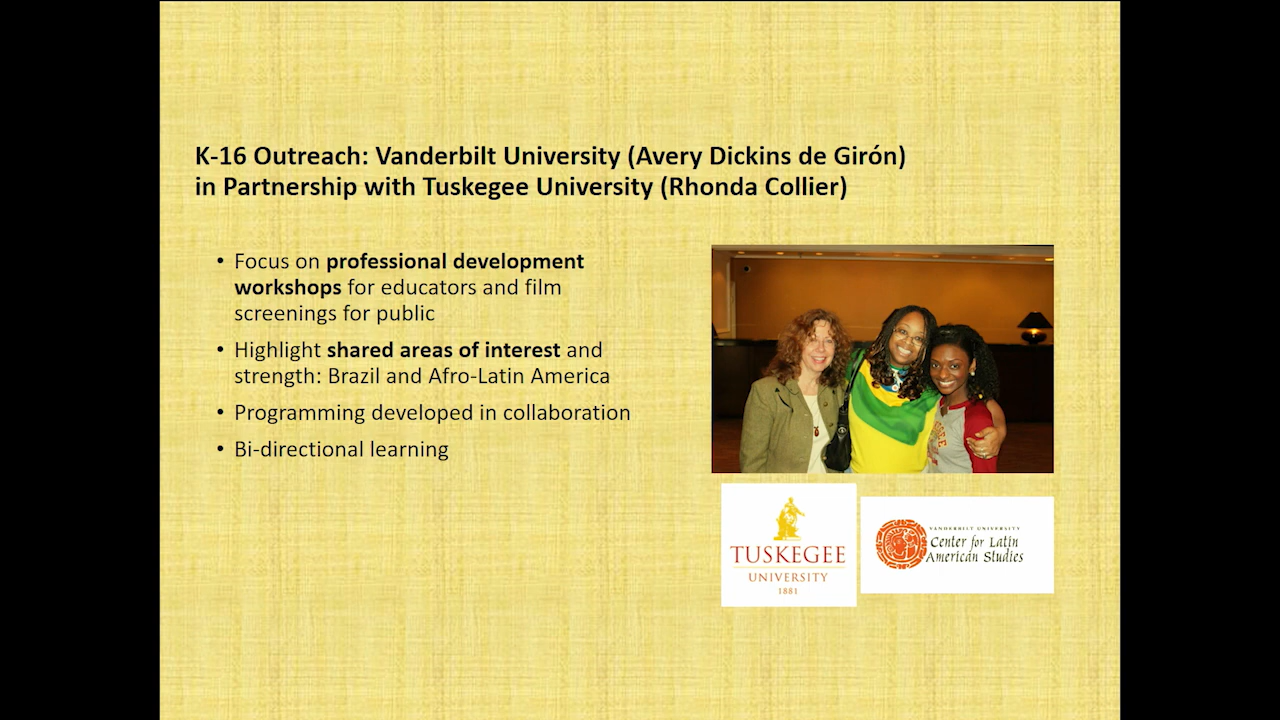 K-16 Outreach: Vanderbilt University (Avery Dickins de Girón)
in Partnership with Tuskegee University (Rhonda Collier)
• Focus on professional development
workshops for educators and film
screenings for public
• Highlight shared areas of interest and
strength: Brazil and Afro-Latin America
• Programming developed in collaboration
• Bi-directional learning
TUSKEGEE
UNIVERSITY
1881
VANDERBILT UNIVERSITY
Center for Latin
American Studies